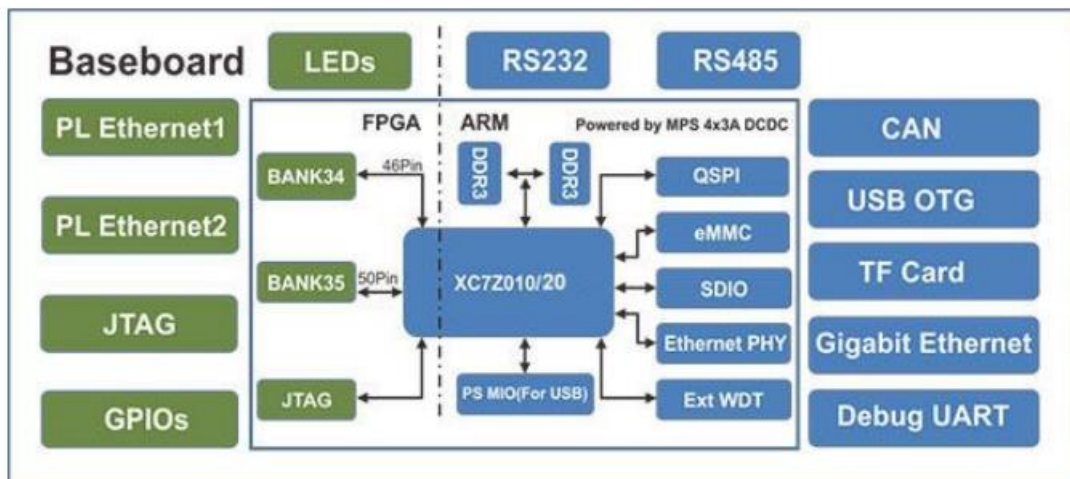 Baseboard
LEDs
RS232
RS485
PL Ethernet1
PL Ethernet2
JTAG
GPIOs
FPGA
ARM
Powered by MPS 4x3A DCDC
BANK34
46Pin
DDR3
DDR3
QSPI
eMMC
BANK35
50Pin
XC7Z010/20
SDIO
Ethernet PHY
JTAG
PS MIO(For USB)
Ext WDT
CAN
USB OTG
TF Card
Gigabit Ethernet
Debug UART